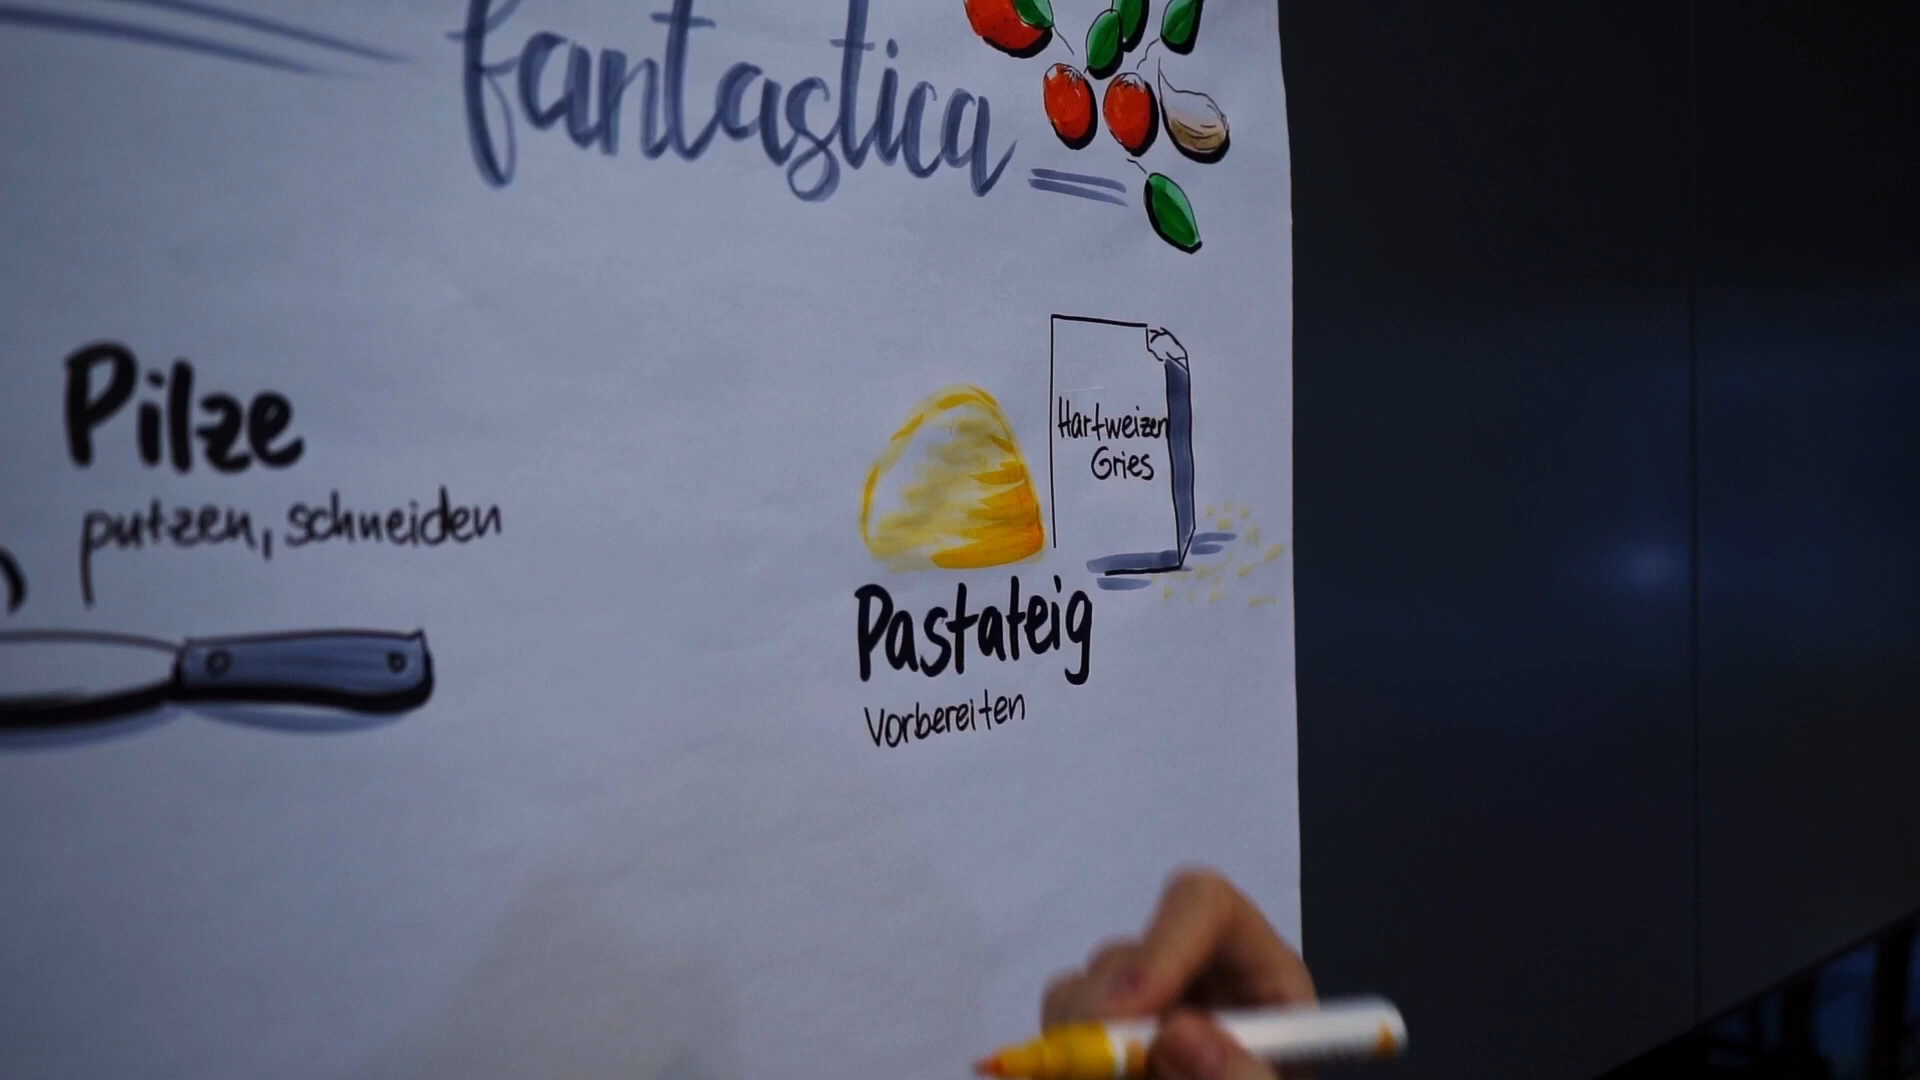 fantastica
Pilze
putzen, schneiden
Hartweizen
Gries
Pastateig
Vorbereiten